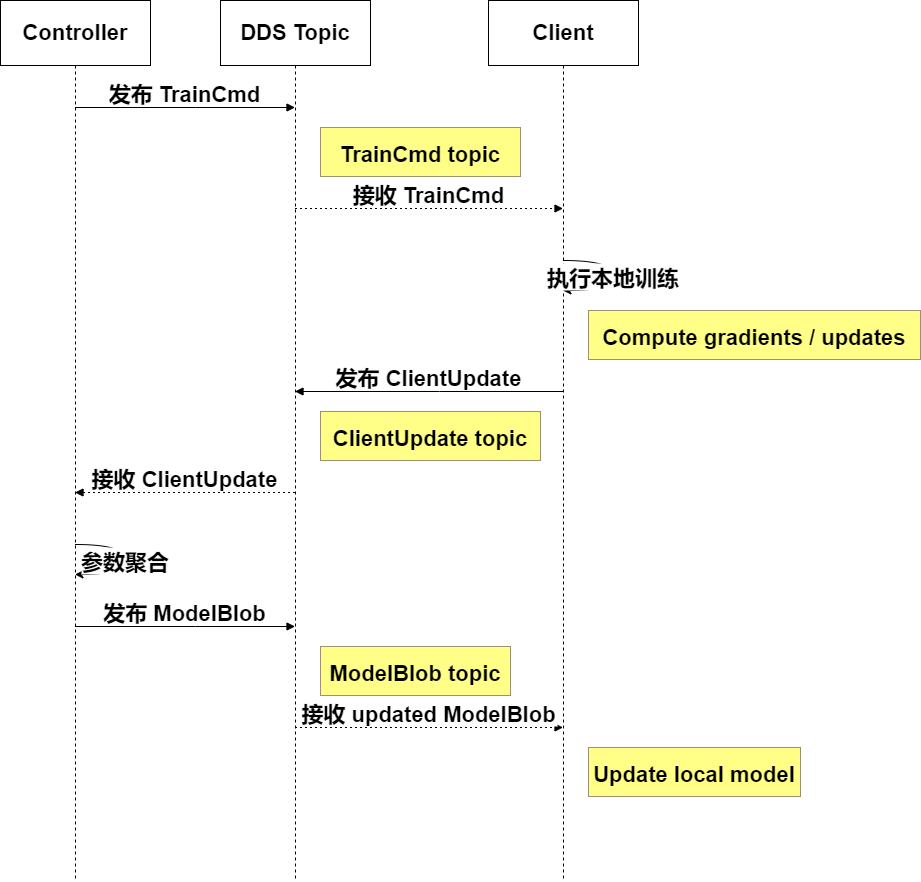 Controller
DDS Topic
Client
发布 TrainCmd
TrainCmd topic
接收 TrainCmd
执行本地训练
Compute gradients / updates
发布 ClientUpdate
ClientUpdate topic
接收 ClientUpdate
参数聚合
发布 ModelBlob
ModelBlob topic
接收 updated ModelBlob
Update local model